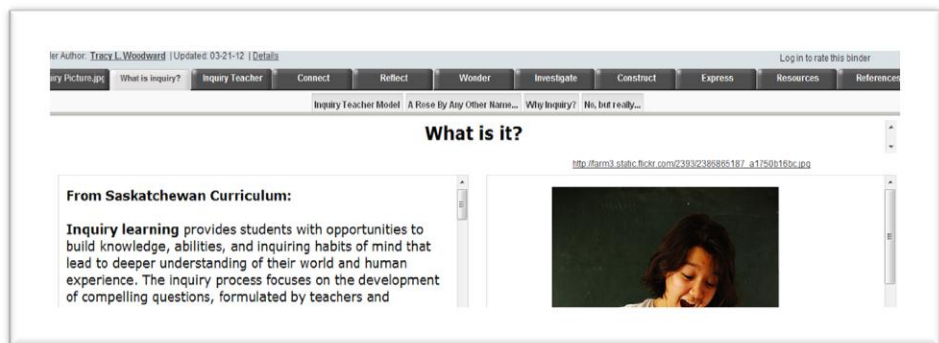 der Author: Tracy L. Woodward | Updated: 03-21-12 | Details Log in to rate this binder
iry Picture.jpg What is inquiry? Inquiry Teacher Connect Reflect Wonder Investigate Construct Express Resources References
Inquiry Teacher Model A Rose By Any Other Name... Why Inquiry? No, but really...
What is it?
http://farm3.static.flickr.com/2393/2386865187_a1750b16bc.jpg
From Saskatchewan Curriculum:
Inquiry learning provides students with opportunities to
build knowledge, abilities, and inquiring habits of mind that
lead to deeper understanding of their world and human
experience. The inquiry process focuses on the development
of compelling questions, formulated by teachers and